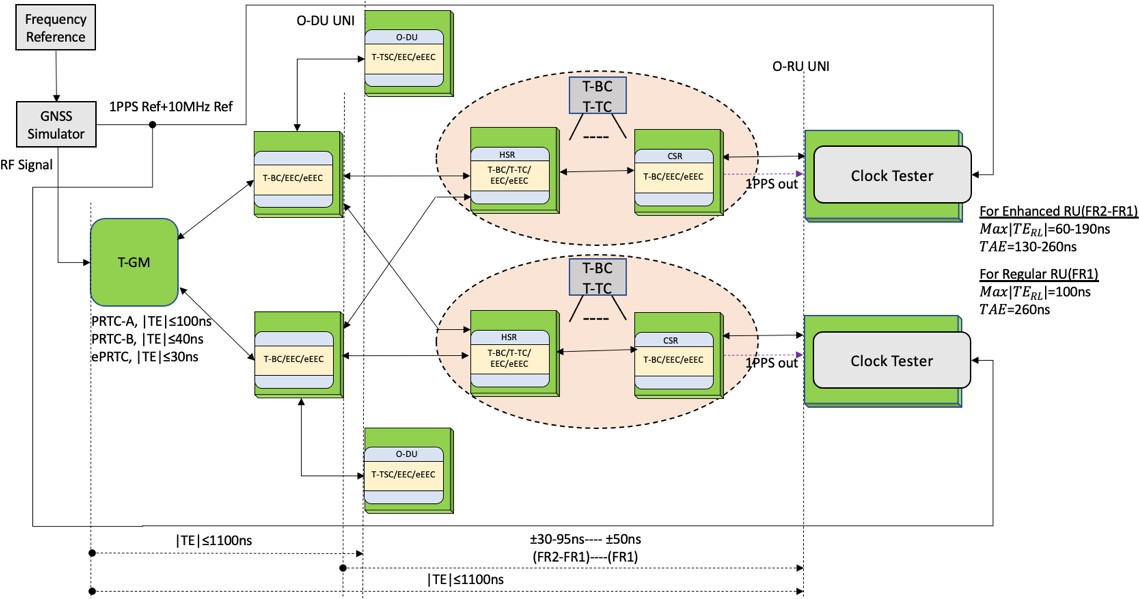 Frequency
Reference
O-DU UNI
O-DU
T-TSC/EEC/eEEC
O-RU UNI
GNSS
Simulator
1PPS Ref+10MHz Ref
RF Signal
T-BC
T-TC
----
T-BC/EEC/eEEC
HSR
T-BC/T-TC/
EEC/eEEC
CSR
T-BC/EEC/eEEC
1PPS out
Clock Tester
For Enhanced RU(FR2-FR1)
Max|TE_RL|=60-190ns
TAE=130-260ns
For Regular RU(FR1)
Max|TE_RL|=100ns
TAE=260ns
T-GM
PRTC-A, |TE|≤100ns
PRTC-B, |TE|≤40ns
ePRTC, |TE|≤30ns
T-BC
T-TC
----
T-BC/EEC/eEEC
HSR
T-BC/T-TC/
EEC/eEEC
CSR
T-BC/EEC/eEEC
1PPS out
Clock Tester
O-DU
T-TSC/EEC/eEEC
|TE|≤1100ns
±30-95ns---- ±50ns
(FR2-FR1)----(FR1)
|TE|≤1100ns